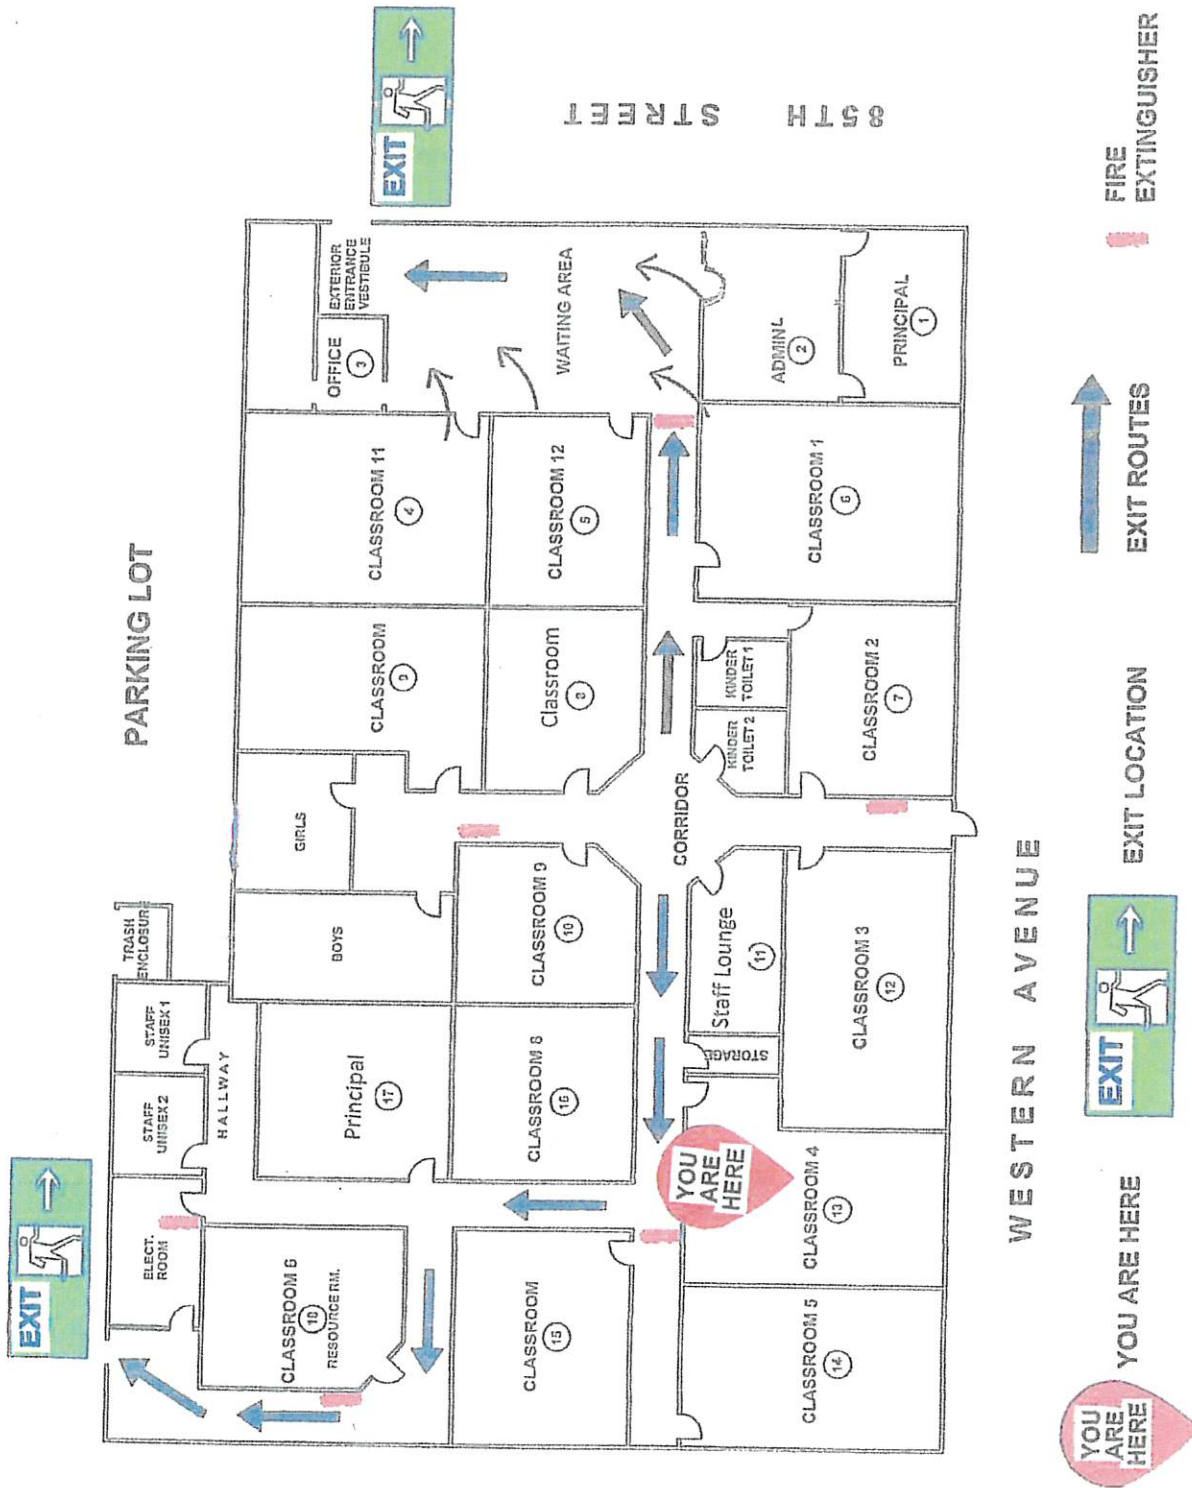 EXIT
ELECT.
ROOM
STAFF
UNISEX 2
STAFF
UNISEX 1
TRASH
ENCLOSUR
PARKING LOT
HALLWAY
CLASSROOM 6
18
RESOURCE RM.
Principal
17
BOYS
GIRLS
CLASSROOM
9
CLASSROOM 11
4
OFFICE
3
EXTERIOR
ENTRANCE
VESTIBULE
EXIT
CLASSROOM
15
CLASSROOM 8
16
CLASSROOM 9
10
Classroom
8
CLASSROOM 12
5
WAITING AREA
85TH STREET
CORRIDOR
YOU
ARE
HERE
STORAGE
Staff Lounge
11
KINDER
TOILET 2
KINDER
TOILET 1
CLASSROOM 5
14
CLASSROOM 4
13
CLASSROOM 3
12
CLASSROOM 2
7
CLASSROOM 1
6
ADMIN'L
2
PRINCIPAL
1
WESTERN AVENUE
YOU
ARE
HERE
YOU ARE HERE
EXIT
EXIT LOCATION
EXIT ROUTES
FIRE
EXTINGUISHER